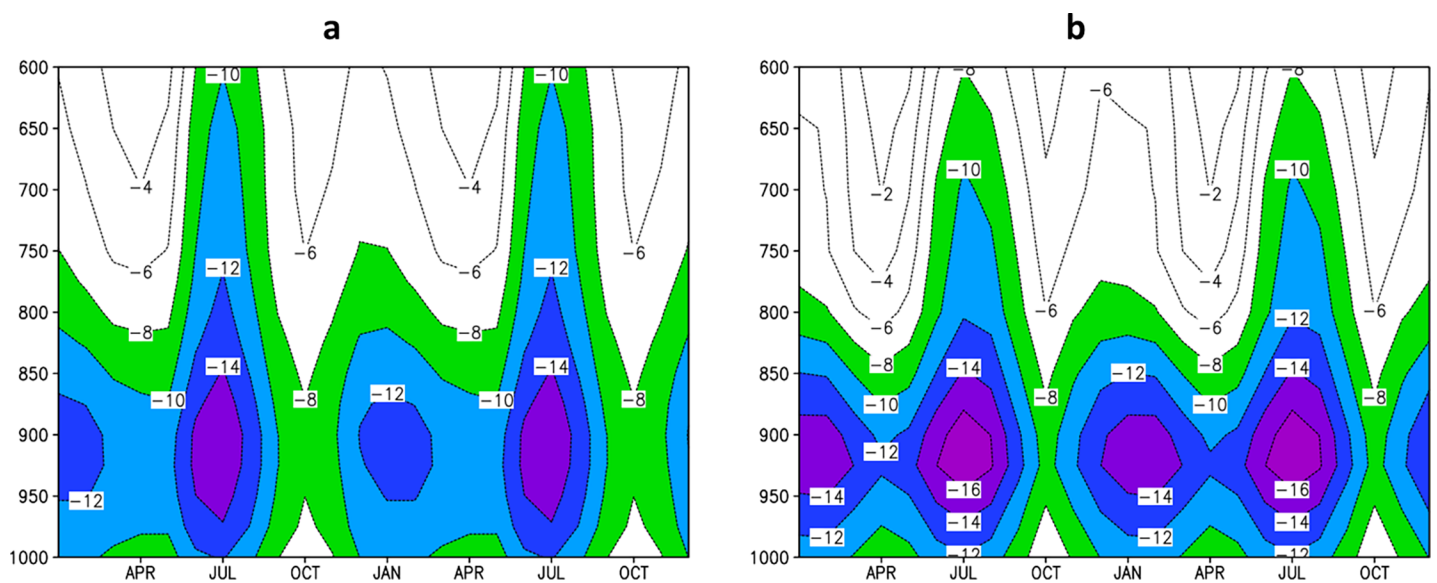 a
600 −10 −10
650
700 −4 −4
750 −6 −6
−6 −12 −6 −12
800
−8 −8
850 −14 −14
−10 −8 −12 −10 −8
900
950 −12
1000
APR JUL OCT JAN APR JUL OCT
b
600 −8 −8
−6
650
−10 −10
700 −2 −2
750
−4 −4
800 −6 −6
−6 −6 −12
850 −8 −14 −12 −8 −14
−10 −8 −10 −8
900
−12
950 −14 −16 −14 −16
−12 −14 −12 −14
1000 −12 −12
APR JUL OCT JAN APR JUL OCT